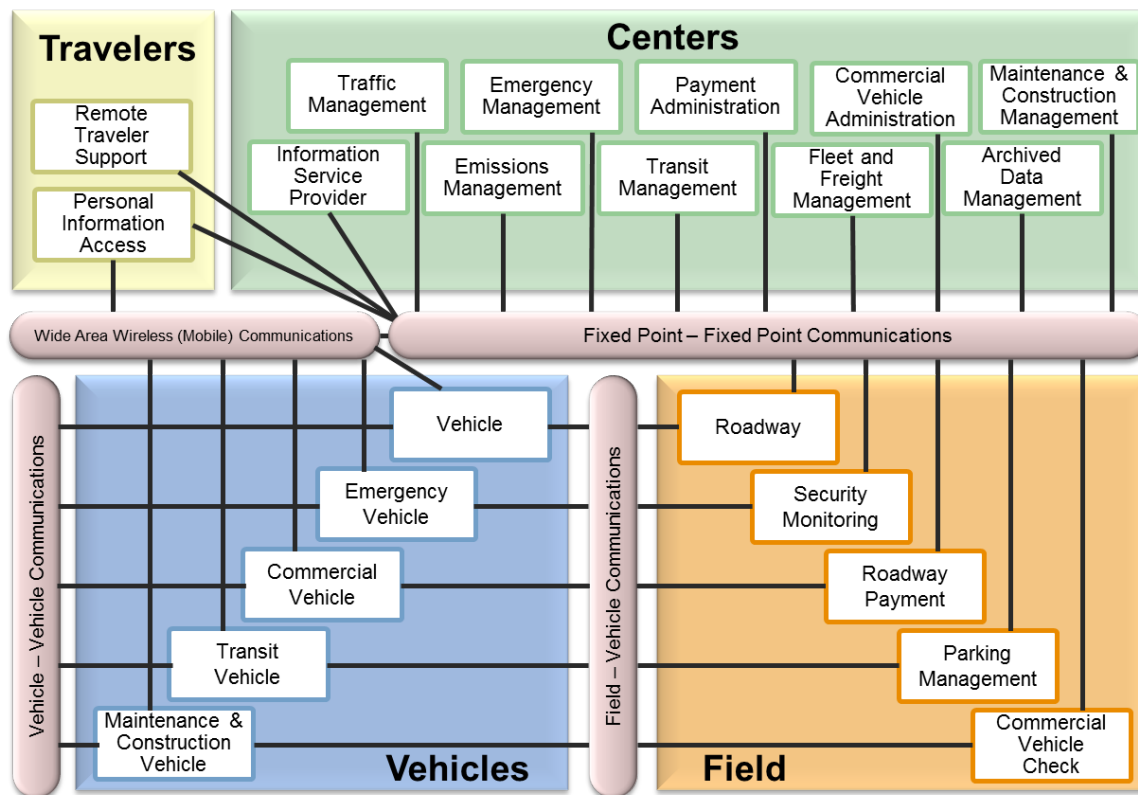 Travelers
Remote
Traveler
Support
Personal
Information
Access
Centers
Traffic
Management
Emergency
Management
Payment
Administration
Commercial
Vehicle
Administration
Maintenance &
Construction
Management
Information
Service
Provider
Emissions
Management
Transit
Management
Fleet and
Freight
Management
Archived
Data
Management
Wide Area Wireless (Mobile) Communications
Fixed Point – Fixed Point Communications
Vehicle – Vehicle Communications
Vehicle
Emergency
Vehicle
Commercial
Vehicle
Transit
Vehicle
Maintenance &
Construction
Vehicle
Vehicles
Field – Vehicle Communications
Roadway
Security
Monitoring
Roadway
Payment
Parking
Management
Commercial
Vehicle
Check
Field